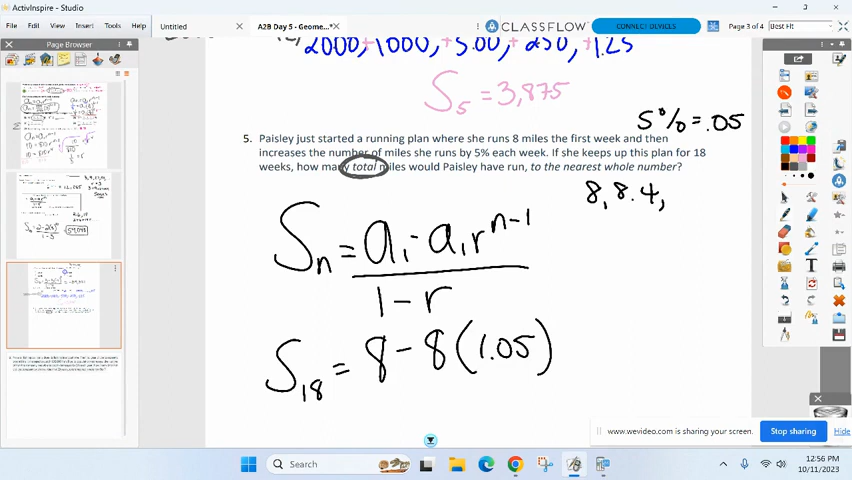 ActivInspire - Studio
File Edit View Insert Tools Help
Untitled
A2B Day 5 - Geome...*
CLASSFLOW
CONNECT DEVICES
Page 3 of 4
Best Fit
Page Browser
2000+1000,+500,+250,+125
S5 = 3,875
5%=.05
5. Paisley just started a running plan where she runs 8 miles the first week and then
increases the number of miles she runs by 5% each week. If she keeps up this plan for 18
weeks, how many total miles would Paisley have run, to the nearest whole number?
8, 8.4,
Sn = a1 - a1r^n-1
1 - r
S18 = 8 - 8(1.05)
www.wevideo.com is sharing your screen.
Stop sharing
Hide
Search
12:56 PM
10/11/2023